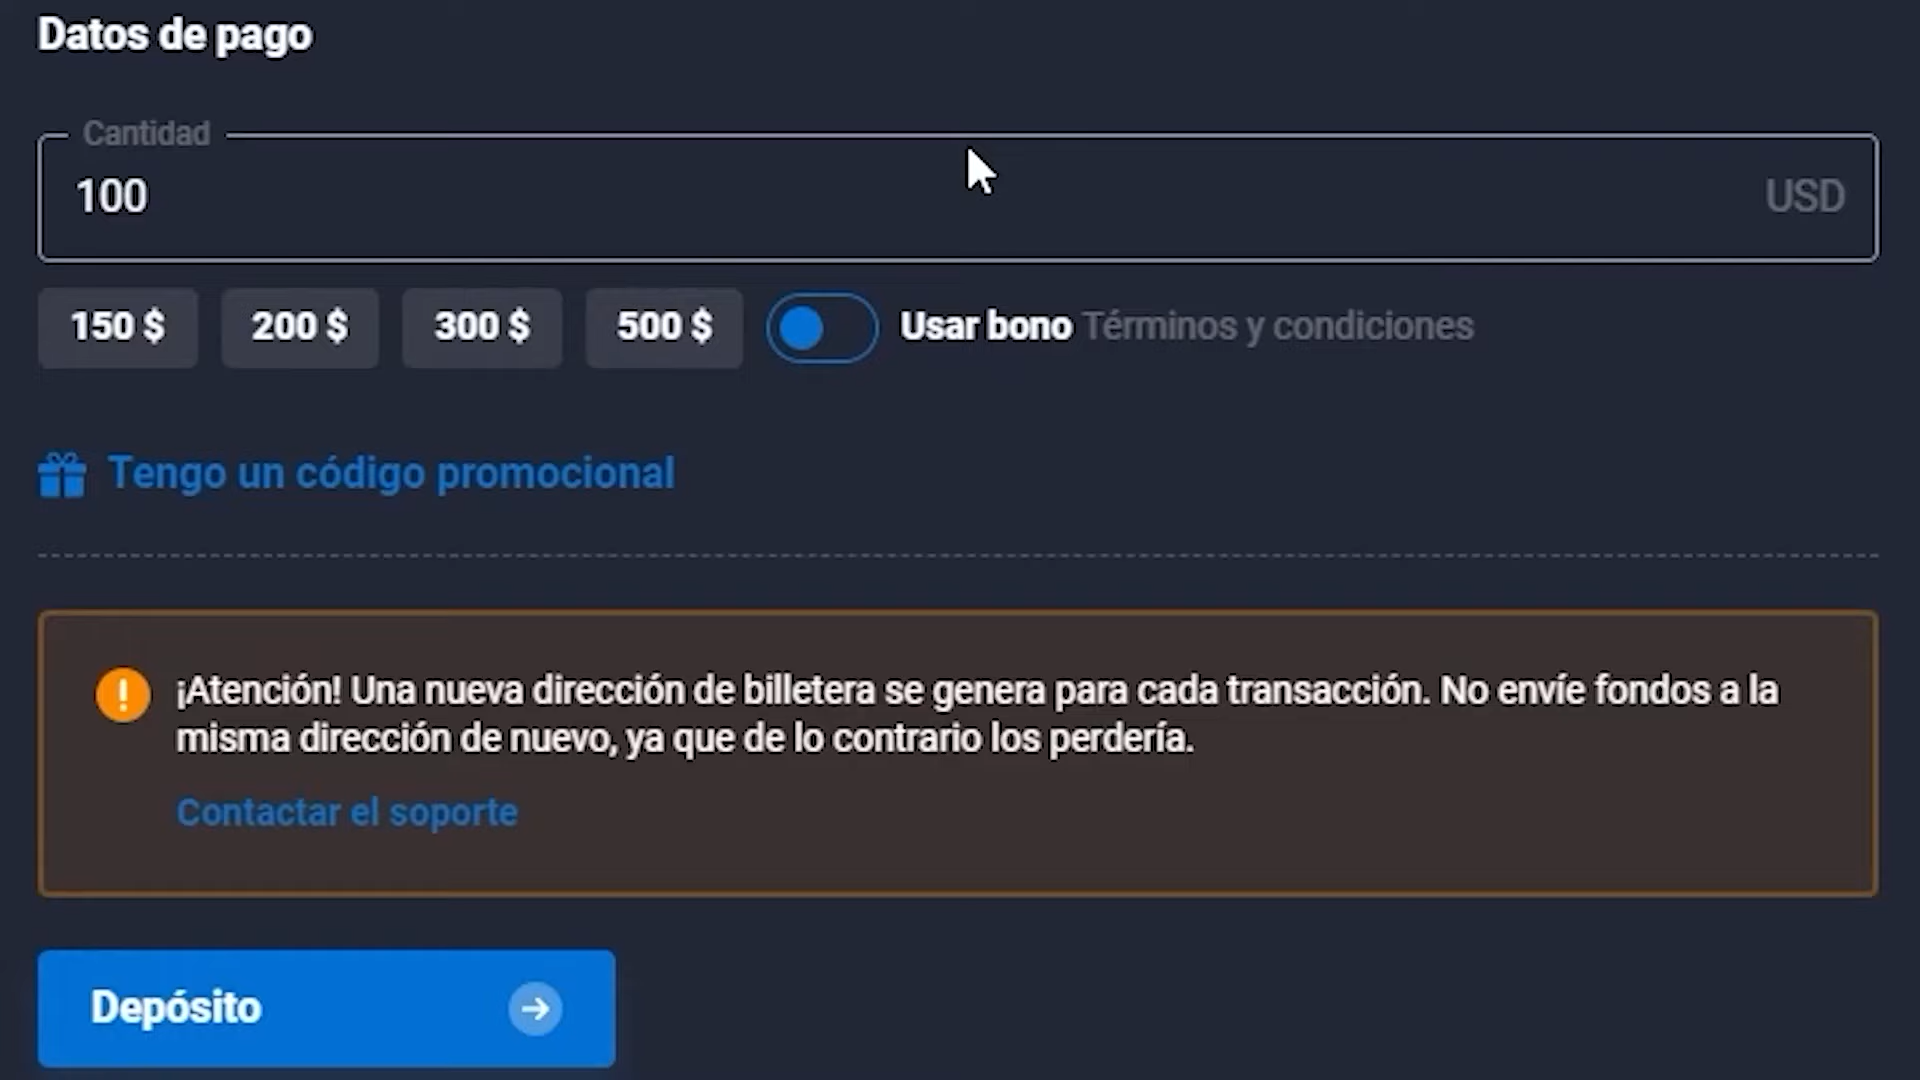 Datos de pago
Cantidad
100
USD
150 $
200 $
300 $
500 $
Usar bono Términos y condiciones
Tengo un código promocional
¡Atención! Una nueva dirección de billetera se genera para cada transacción. No envíe fondos a la
misma dirección de nuevo, ya que de lo contrario los perdería.
Contactar el soporte
Depósito